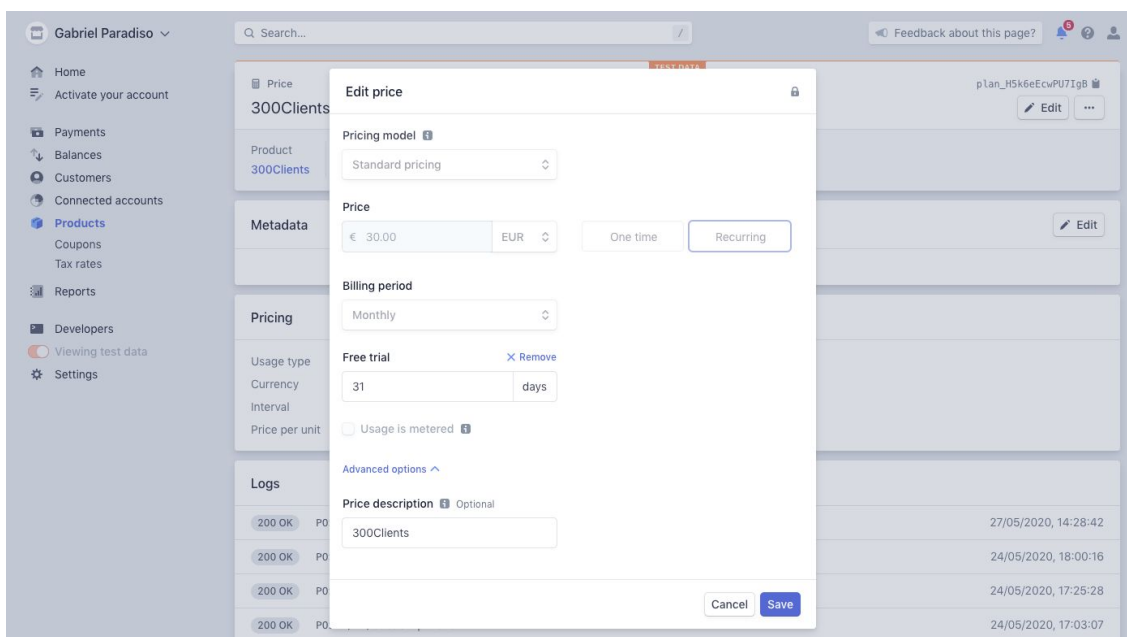 Gabriel Paradiso
Search...
/
Feedback about this page?
5
Home
Activate your account
Payments
Balances
Customers
Connected accounts
Products
Coupons
Tax rates
Reports
Developers
Viewing test data
Settings
TEST DATA
Price
300Clients
plan_H5k6eEcwPU7IgB
Edit
Product
300Clients
Metadata
Edit
Pricing
Usage type
Currency
Interval
Price per unit
Logs
200 OK PO
27/05/2020, 14:28:42
200 OK PO
24/05/2020, 18:00:16
200 OK PO
24/05/2020, 17:25:28
200 OK PO
24/05/2020, 17:03:07
Edit price
Pricing model
Standard pricing
Price
€ 30.00 EUR One time Recurring
Billing period
Monthly
Free trial Remove
31 days
Usage is metered
Advanced options
Price description Optional
300Clients
Cancel Save